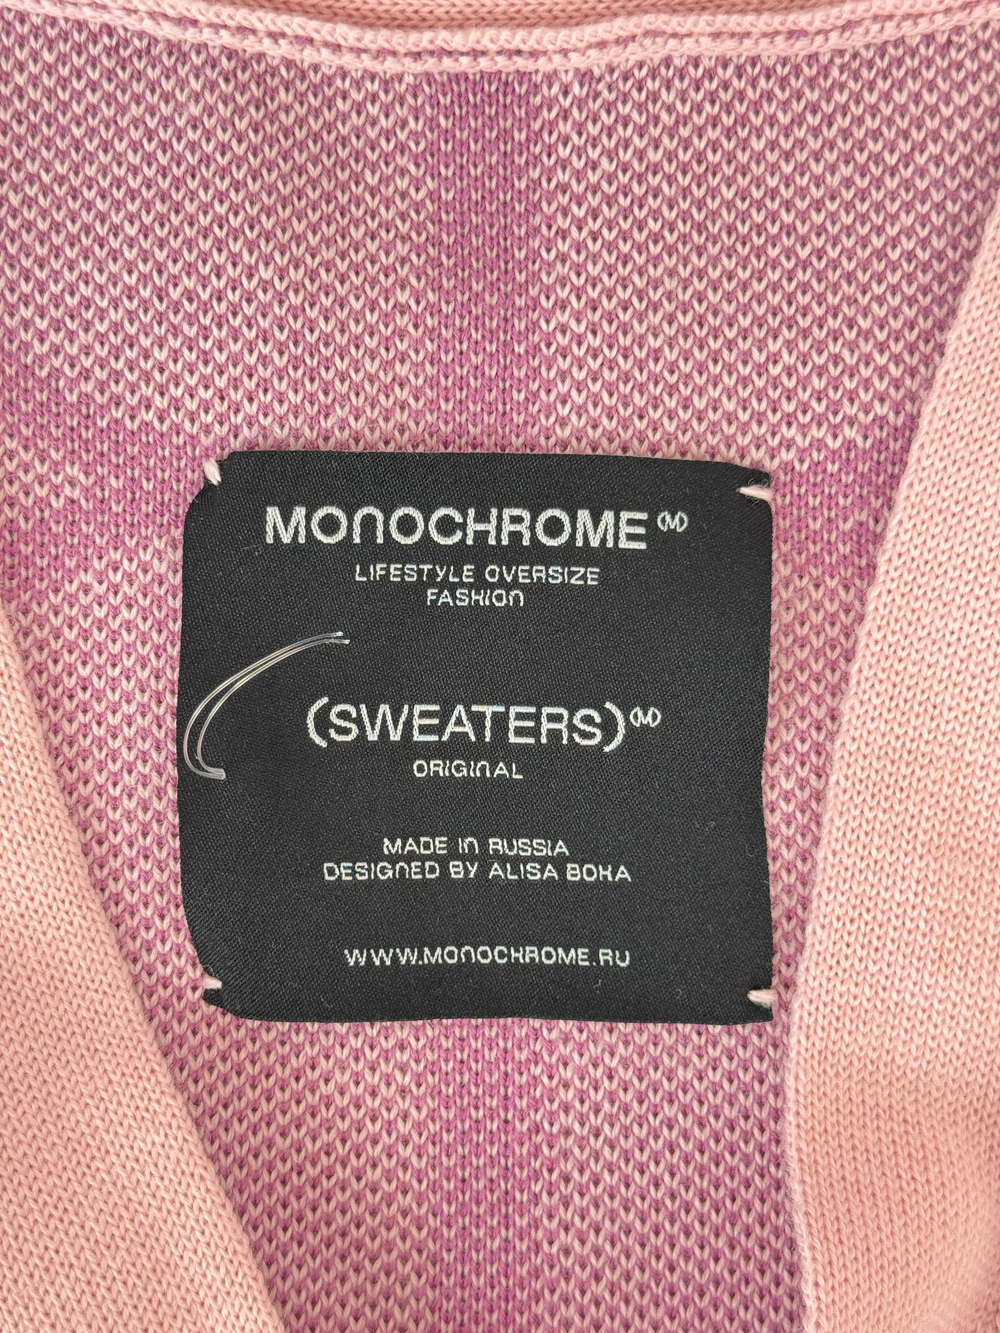 MONOCHROME (M)
LIFESTYLE OVERSIZE
FASHION
(SWEATERS) (M)
ORIGINAL
MADE IN RUSSIA
DESIGNED BY ALISA BOKA
WWW.MONOCHROME.RU